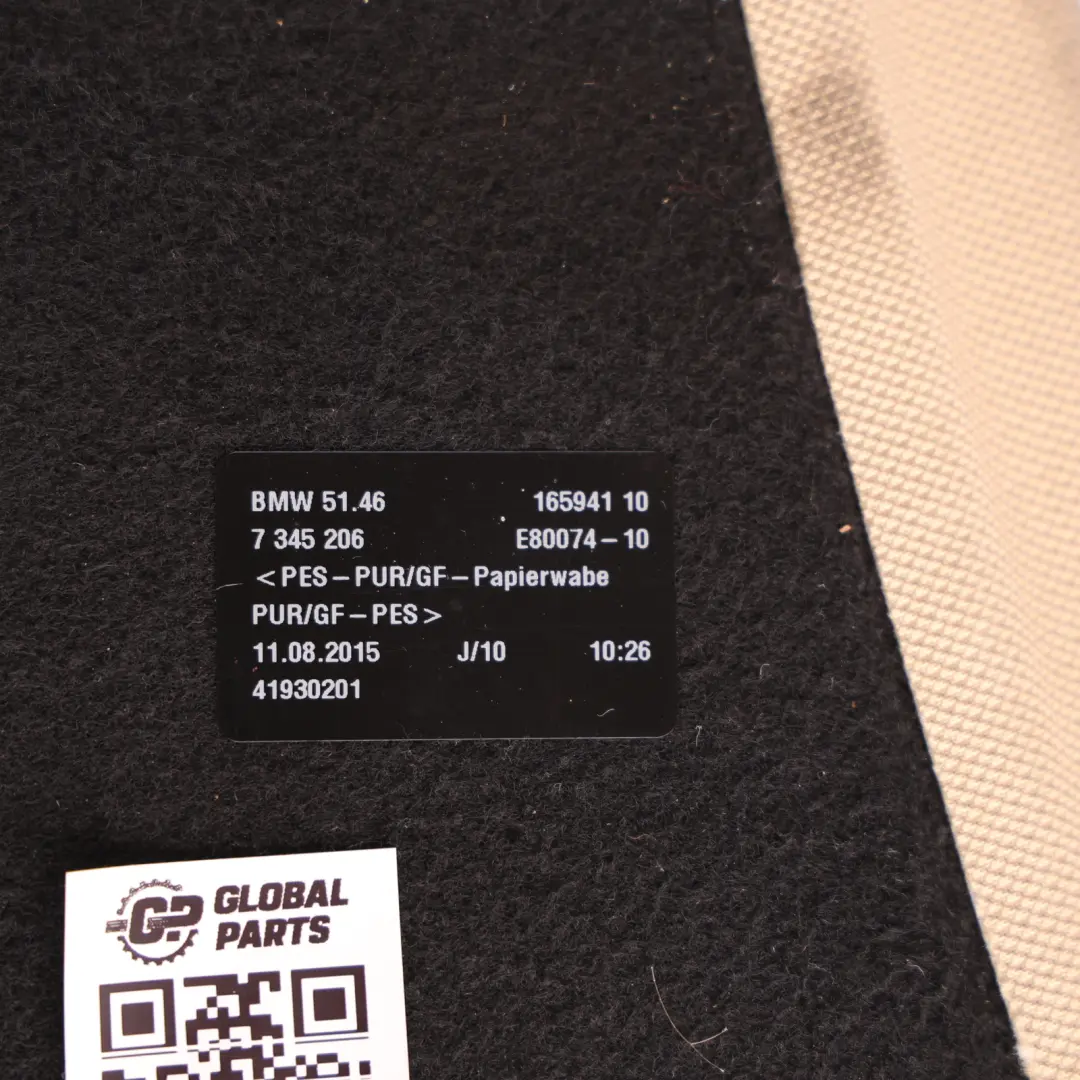 BMW 51.46 165941 10
7 345 206 E80074-10
<PES-PUR/GF-Papierwabe
PUR/GF-PES>
11.08.2015 J/10 10:26
41930201
GP GLOBAL
PARTS